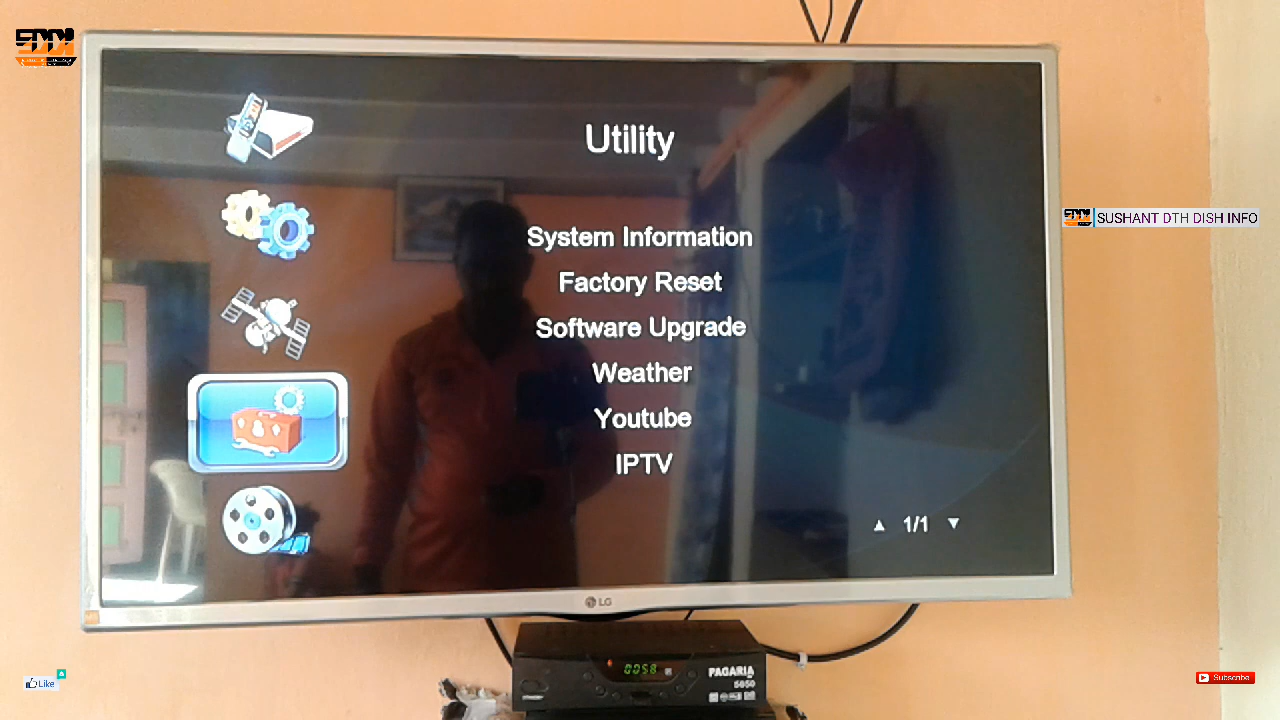 Utility
System Information
Factory Reset
Software Upgrade
Weather
Youtube
IPTV
1/1
SUSHANT DTH DISH INFO
LG
0058
PAGARIA
5050
Like
Subscribe